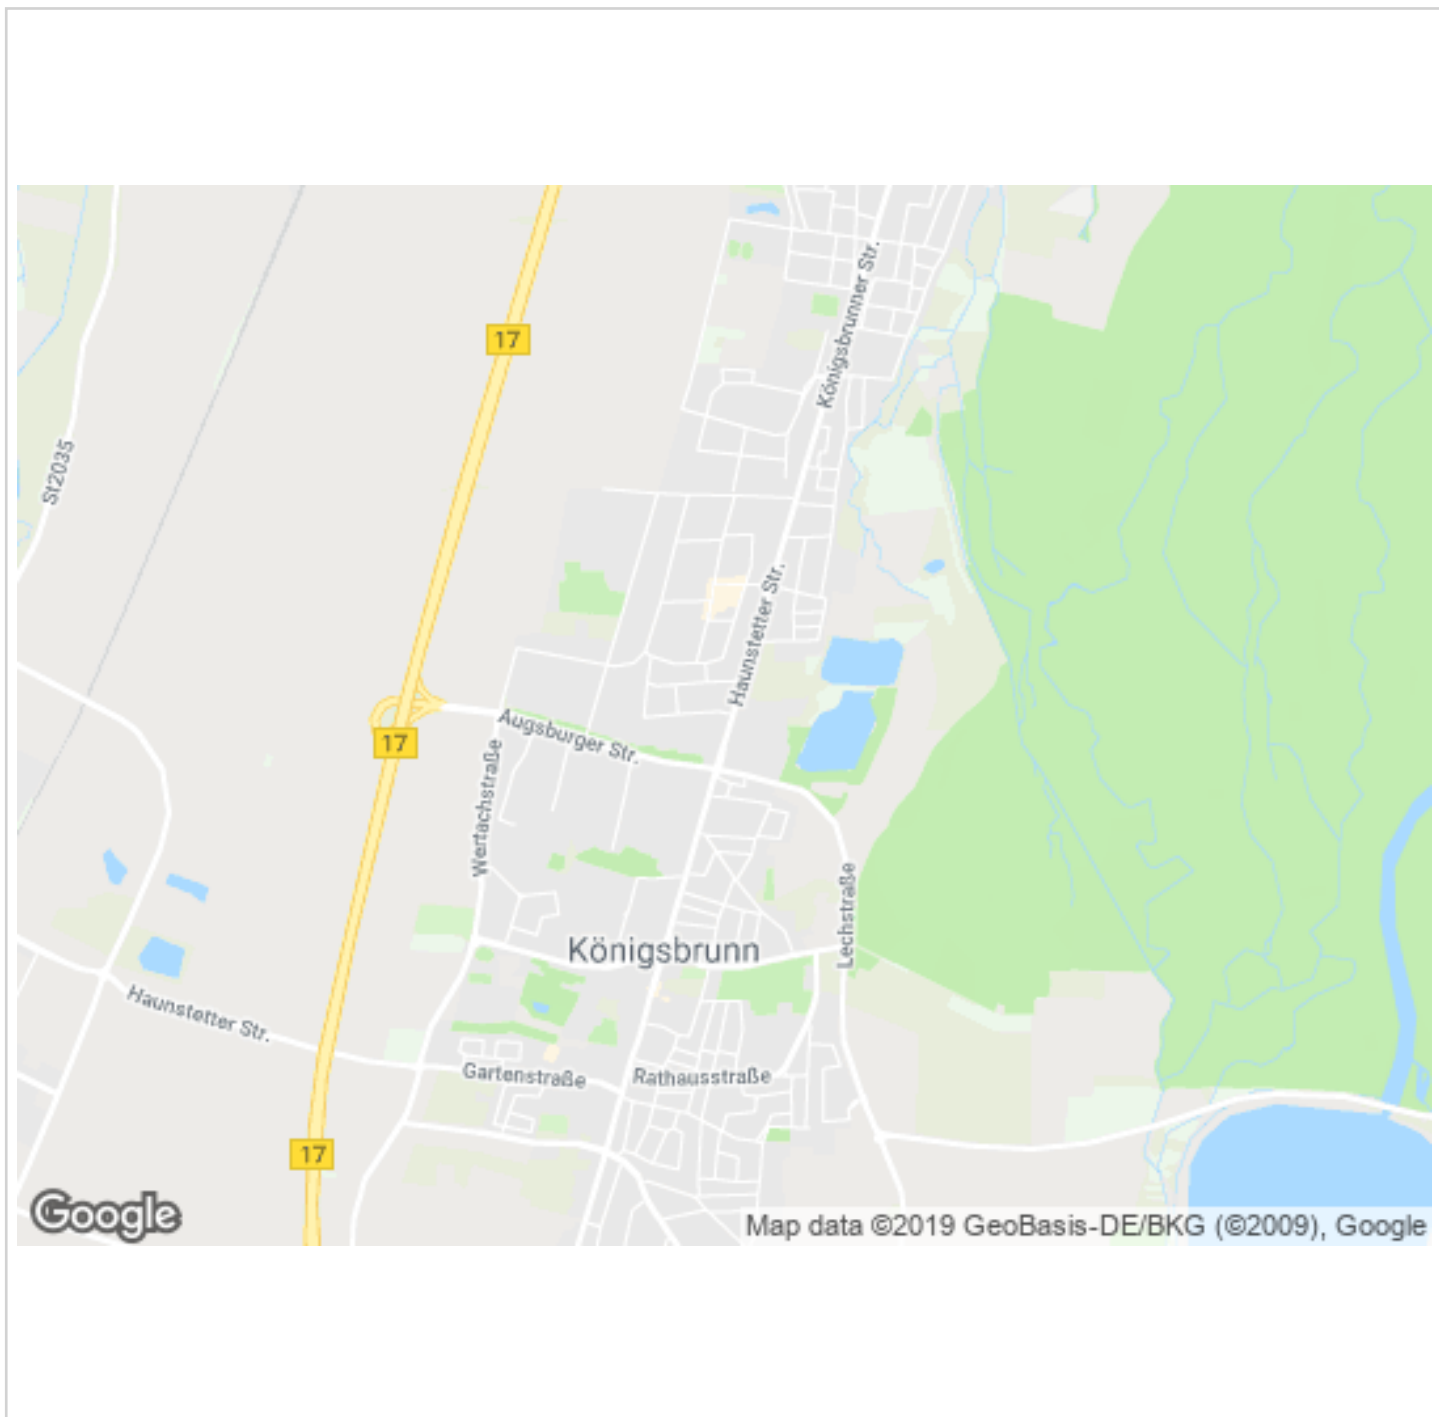 17
Königsbrunner Str.
St2035
Haunstetter Str.
Augsburger Str.
17
Wertachstraße
Lechstraße
Königsbrunn
Haunstetter Str.
Gartenstraße
Rathausstraße
17
Google
Map data ©2019 GeoBasis-DE/BKG (©2009), Google